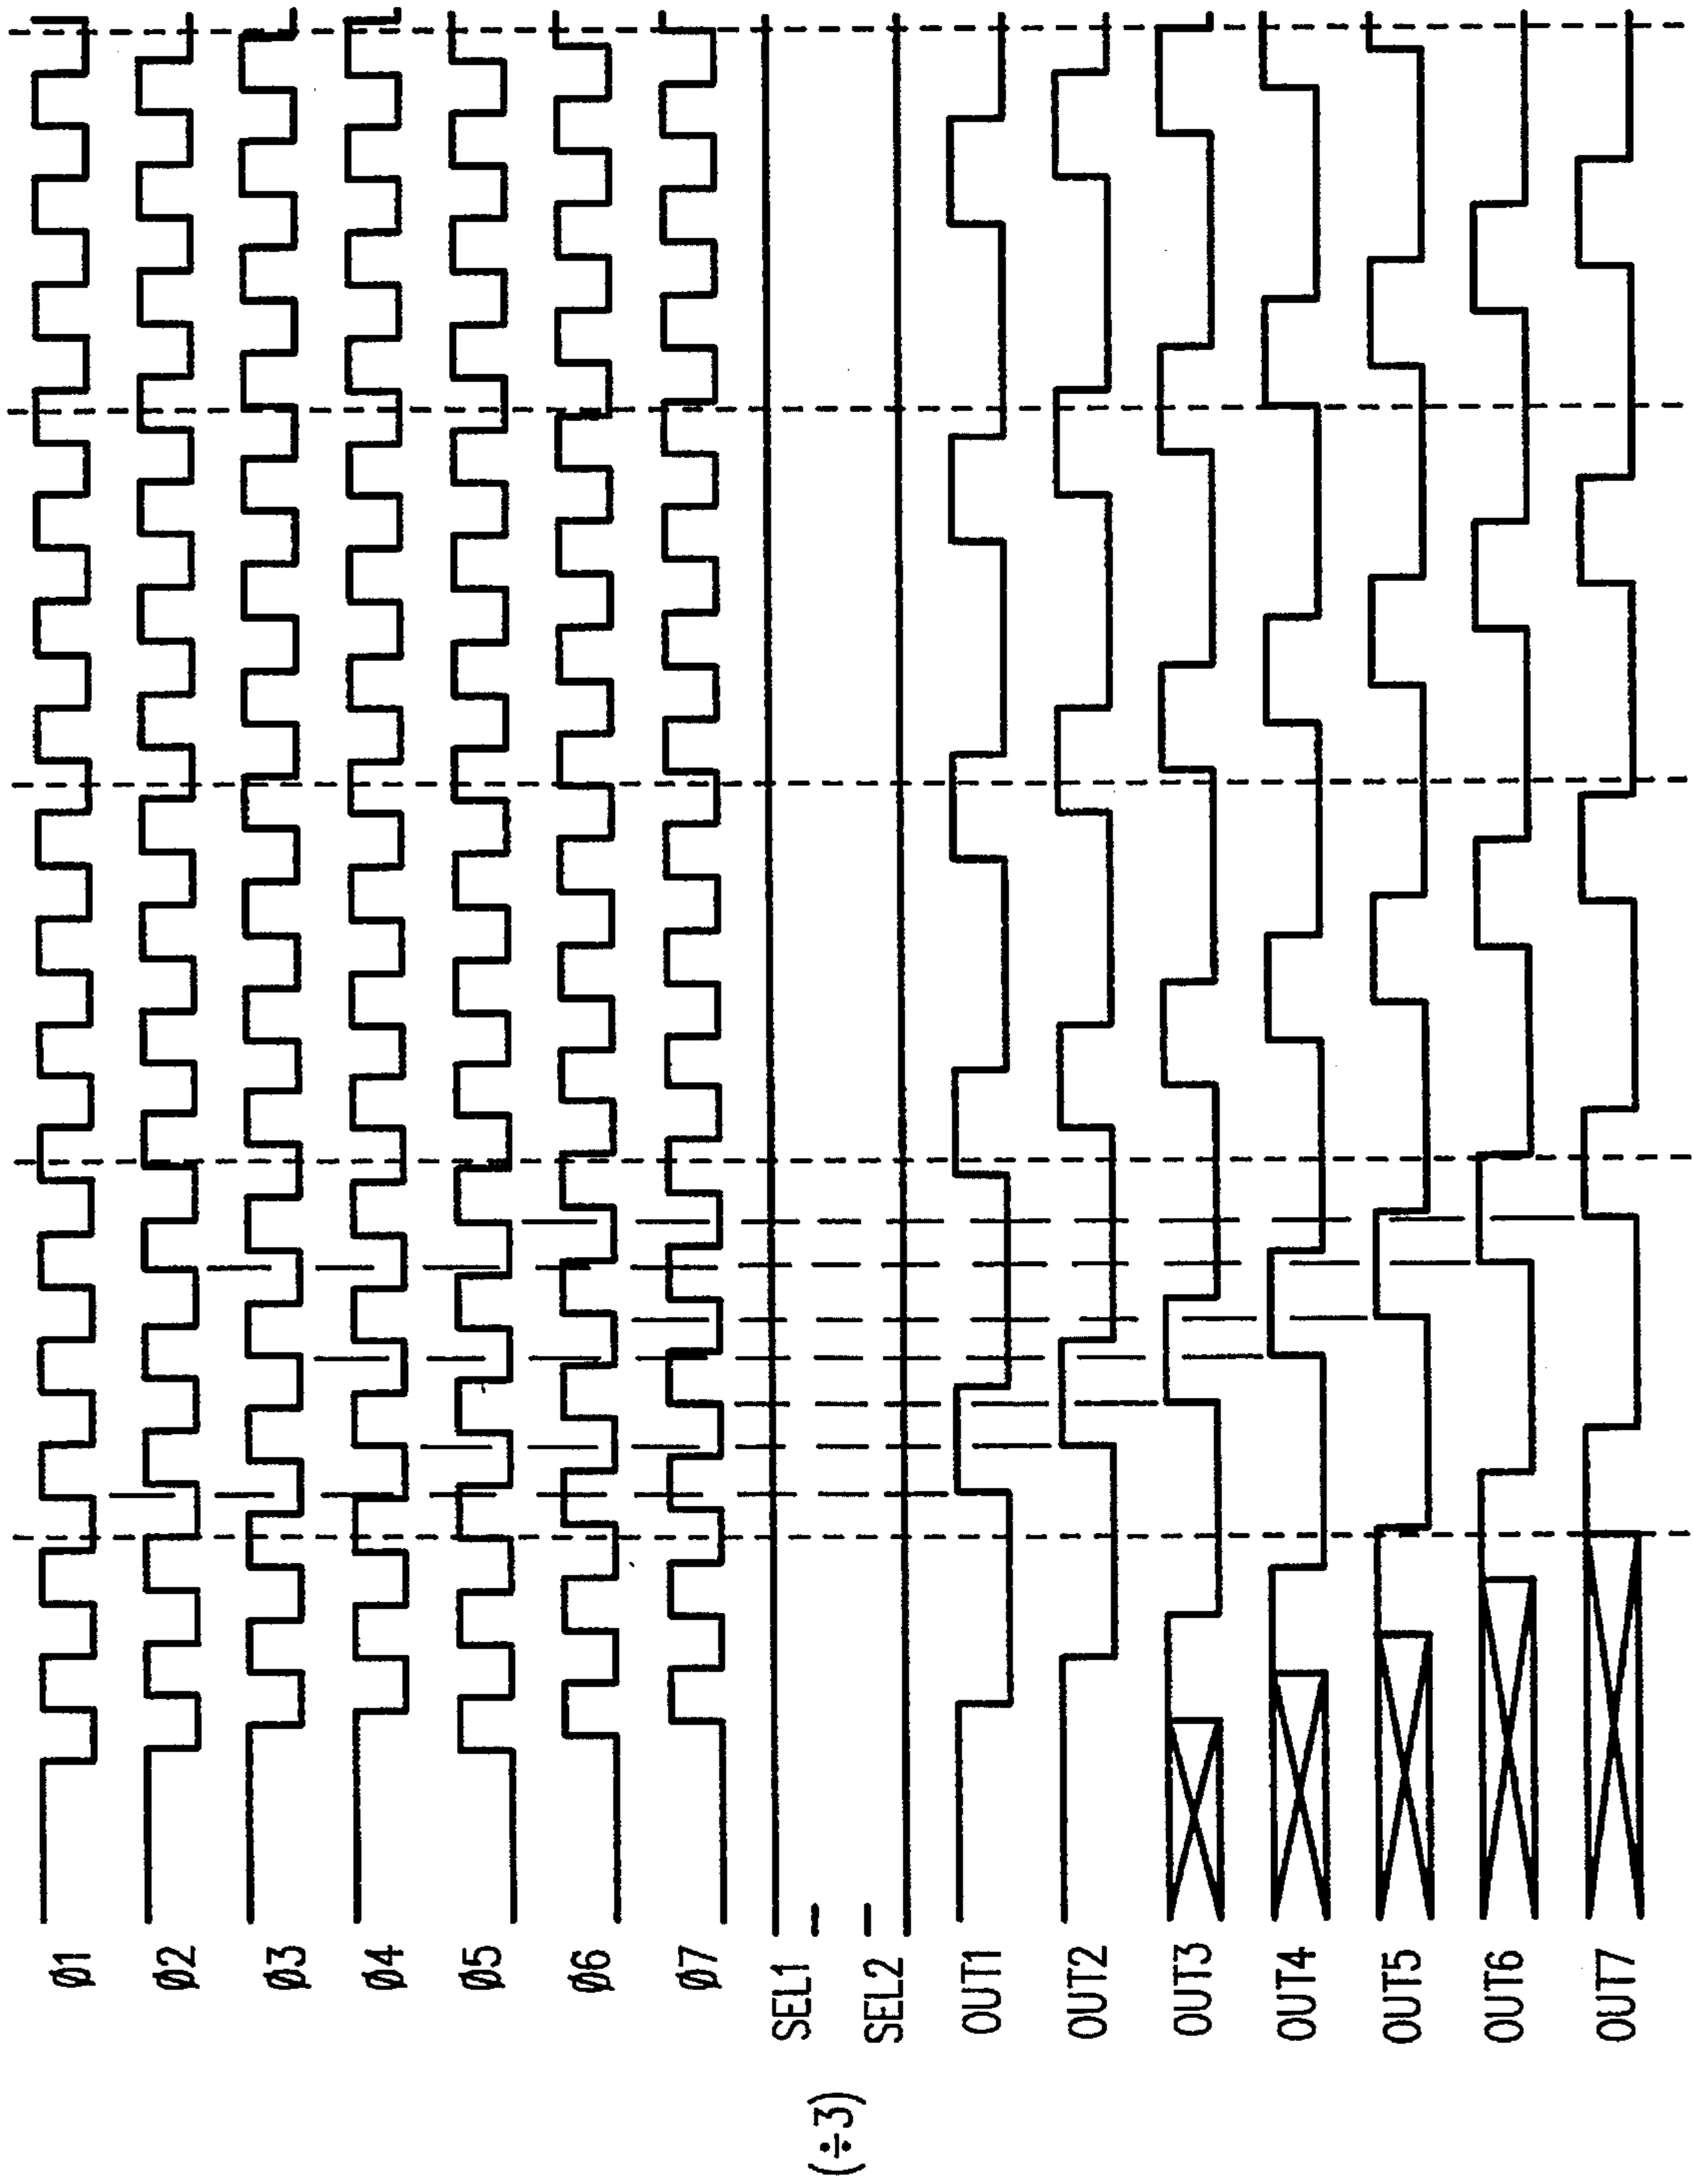 Ø1
Ø2
Ø3
Ø4
Ø5
Ø6
Ø7
SEL1
SEL2
OUT1
OUT2
OUT3
OUT4
OUT5
OUT6
OUT7
(÷3)